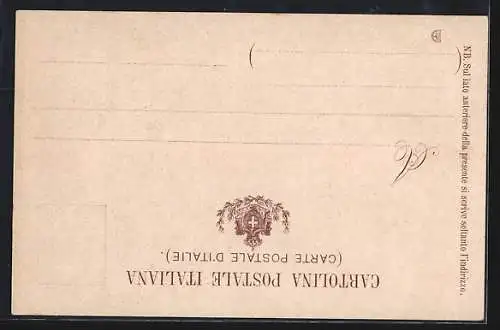 CARTOLINA POSTALE ITALIANA
(CARTE POSTALE D'ITALIE).
A
NB. Sul lato anteriore della presente si scrive soltanto l'indirizzo.